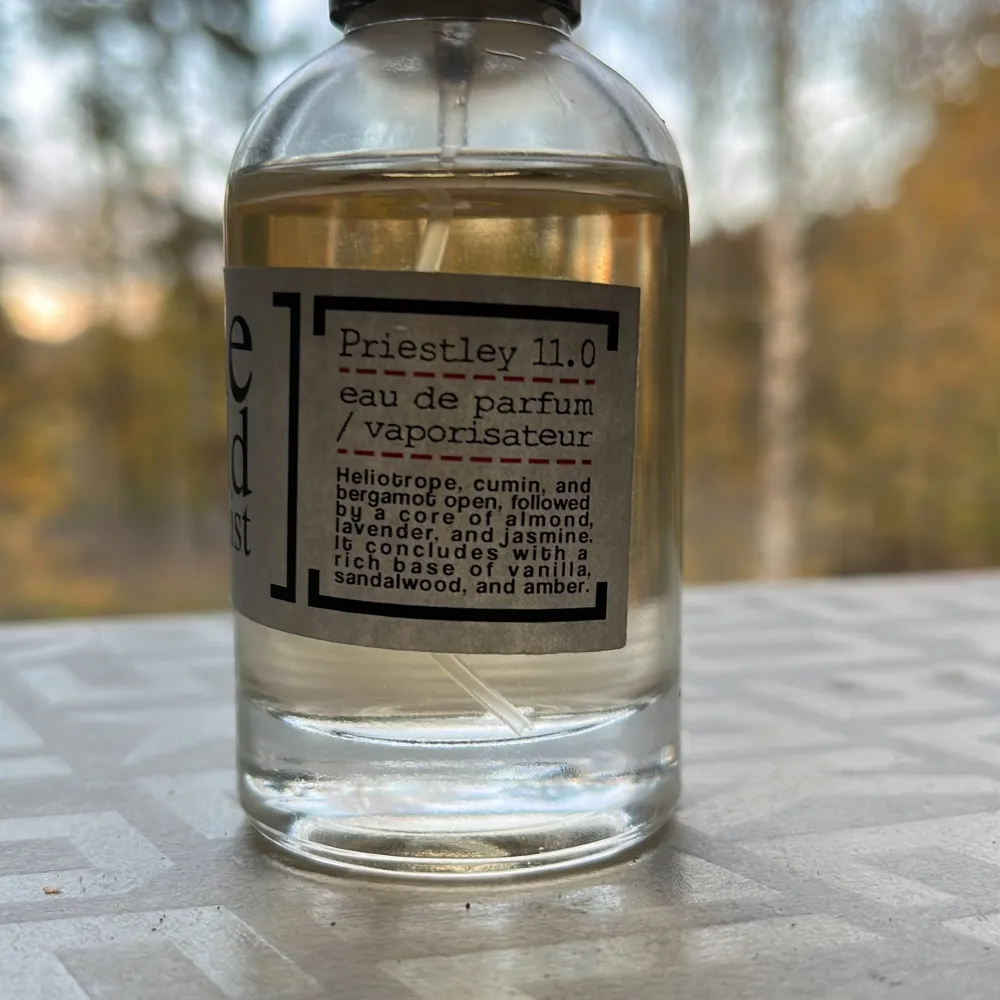 Priestley 11.0
eau de parfum
/ vaporisateur
Heliotrope, cumin, and
bergamot open, followed
by a core of almond,
lavender, and jasmine.
It concludes with a
rich base of vanilla,
sandalwood, and amber.